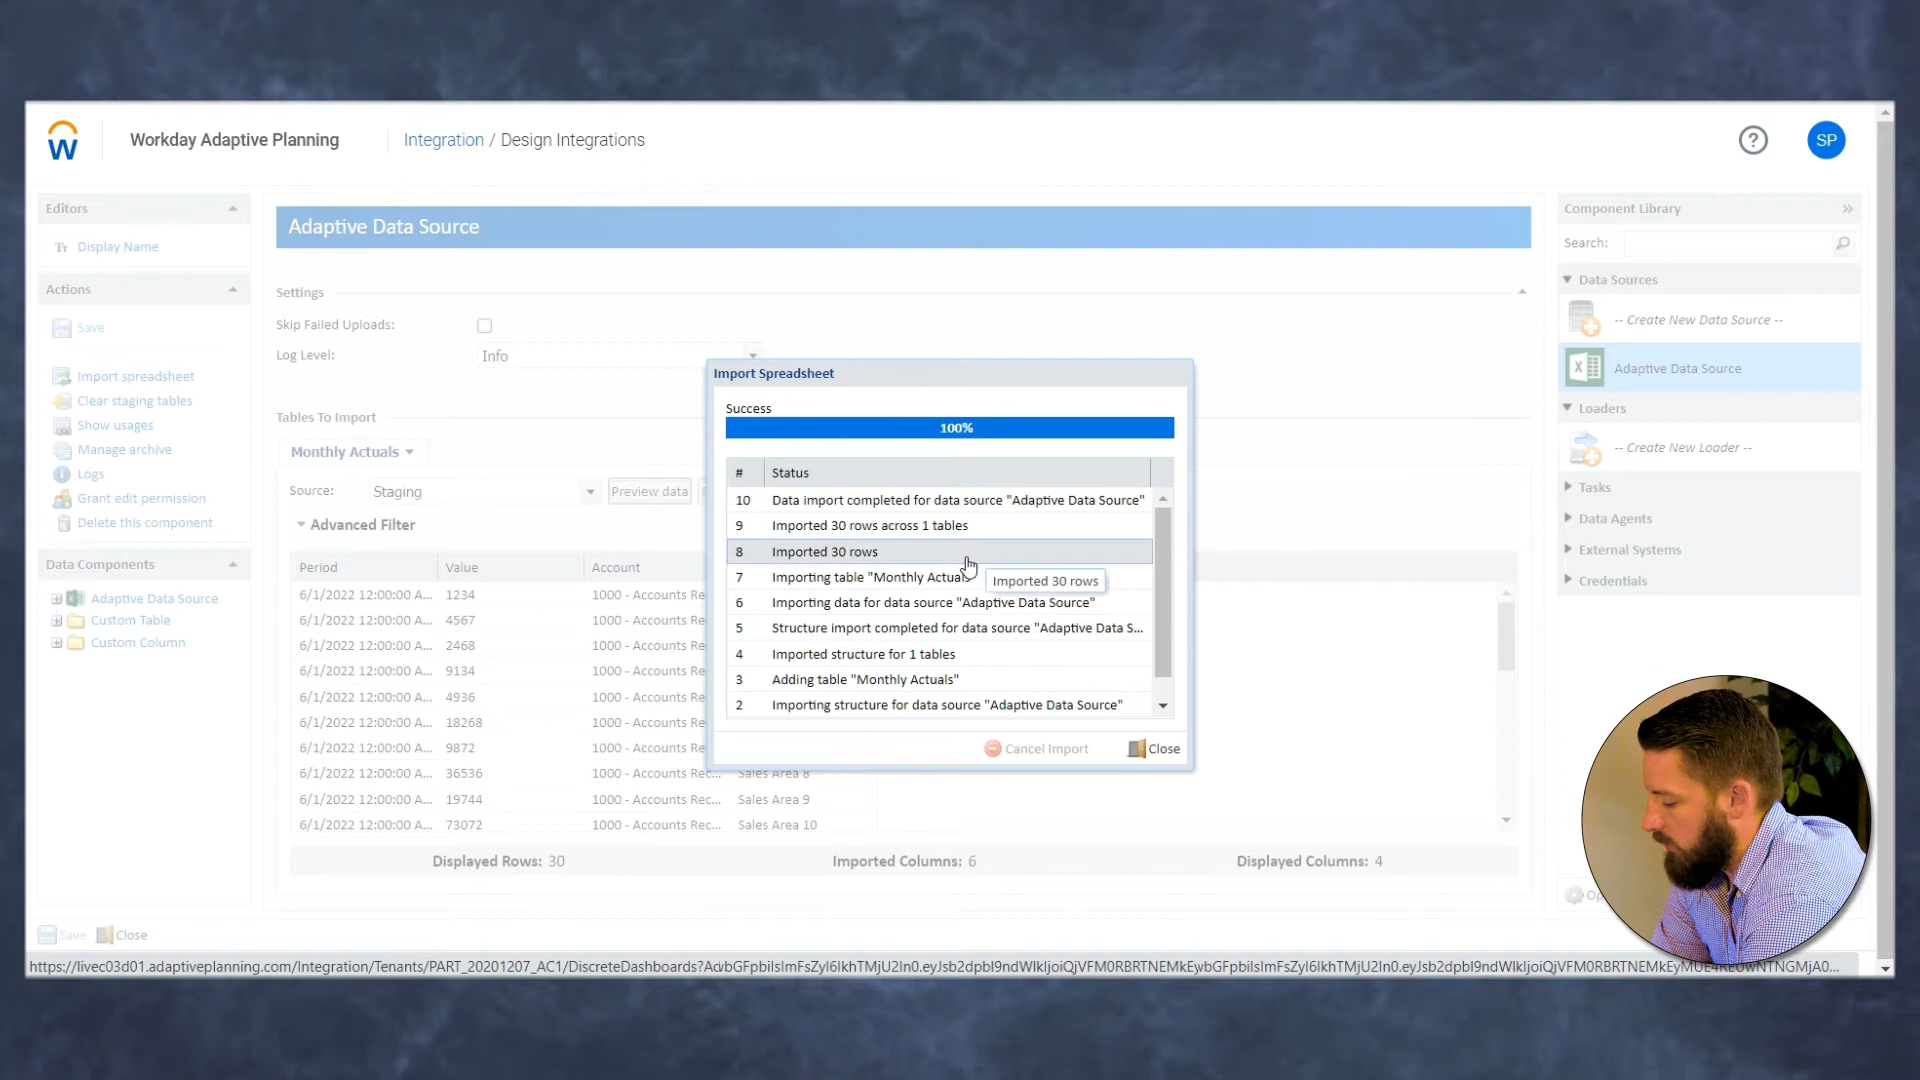 Workday Adaptive Planning
Integration / Design Integrations
?
SP
Editors
Display Name
Actions
Save
Import spreadsheet
Clear staging tables
Show usages
Manage archive
Logs
Grant edit permission
Delete this component
Data Components
Adaptive Data Source
Custom Table
Custom Column
Adaptive Data Source
Settings
Skip Failed Uploads:
Log Level: Info
Tables To Import
Monthly Actuals
Source: Staging Preview data
Advanced Filter
Period Value Account
6/1/2022 12:00:00 A... 1234 1000 - Accounts Re
6/1/2022 12:00:00 A... 4567 1000 - Accounts Re
6/1/2022 12:00:00 A... 2468 1000 - Accounts Re
6/1/2022 12:00:00 A... 9134 1000 - Accounts Re
6/1/2022 12:00:00 A... 4936 1000 - Accounts Re
6/1/2022 12:00:00 A... 18268 1000 - Accounts Re
6/1/2022 12:00:00 A... 9872 1000 - Accounts Re
6/1/2022 12:00:00 A... 36536 1000 - Accounts Rec... Sales Area 8
6/1/2022 12:00:00 A... 19744 1000 - Accounts Rec... Sales Area 9
6/1/2022 12:00:00 A... 73072 1000 - Accounts Rec... Sales Area 10
Displayed Rows: 30 Imported Columns: 6 Displayed Columns: 4
Import Spreadsheet
Success
100%
# Status
10 Data import completed for data source "Adaptive Data Source"
9 Imported 30 rows across 1 tables
8 Imported 30 rows
7 Importing table "Monthly Actuals
Imported 30 rows
6 Importing data for data source "Adaptive Data Source"
5 Structure import completed for data source "Adaptive Data S...
4 Imported structure for 1 tables
3 Adding table "Monthly Actuals"
2 Importing structure for data source "Adaptive Data Source"
Cancel Import Close
Component Library
Search:
Data Sources
-- Create New Data Source --
Adaptive Data Source
Loaders
-- Create New Loader --
Tasks
Data Agents
External Systems
Credentials
Save Close